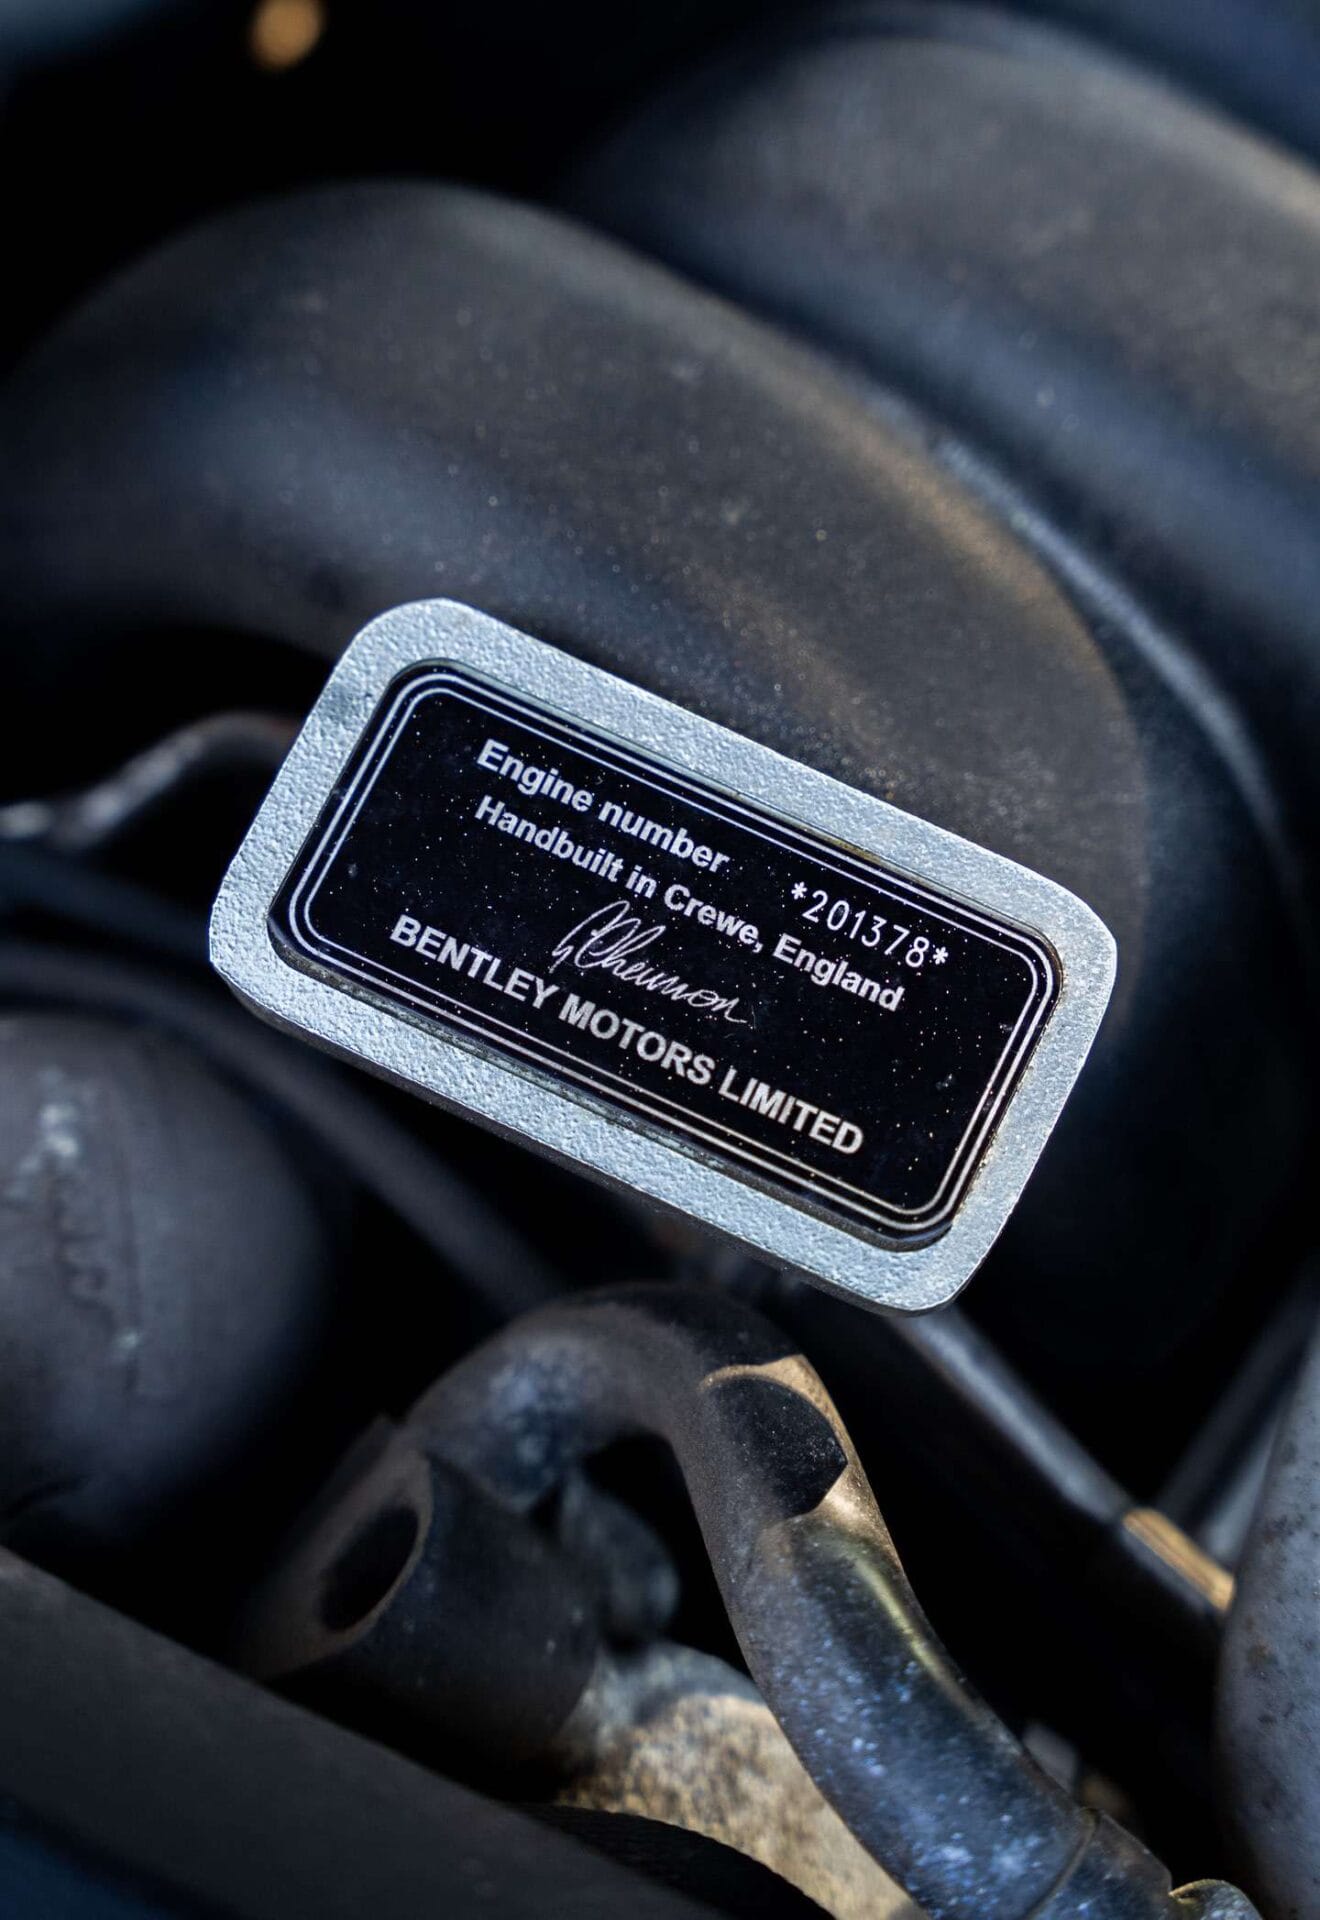 Engine number *201378*
Handbuilt in Crewe, England
BENTLEY MOTORS LIMITED